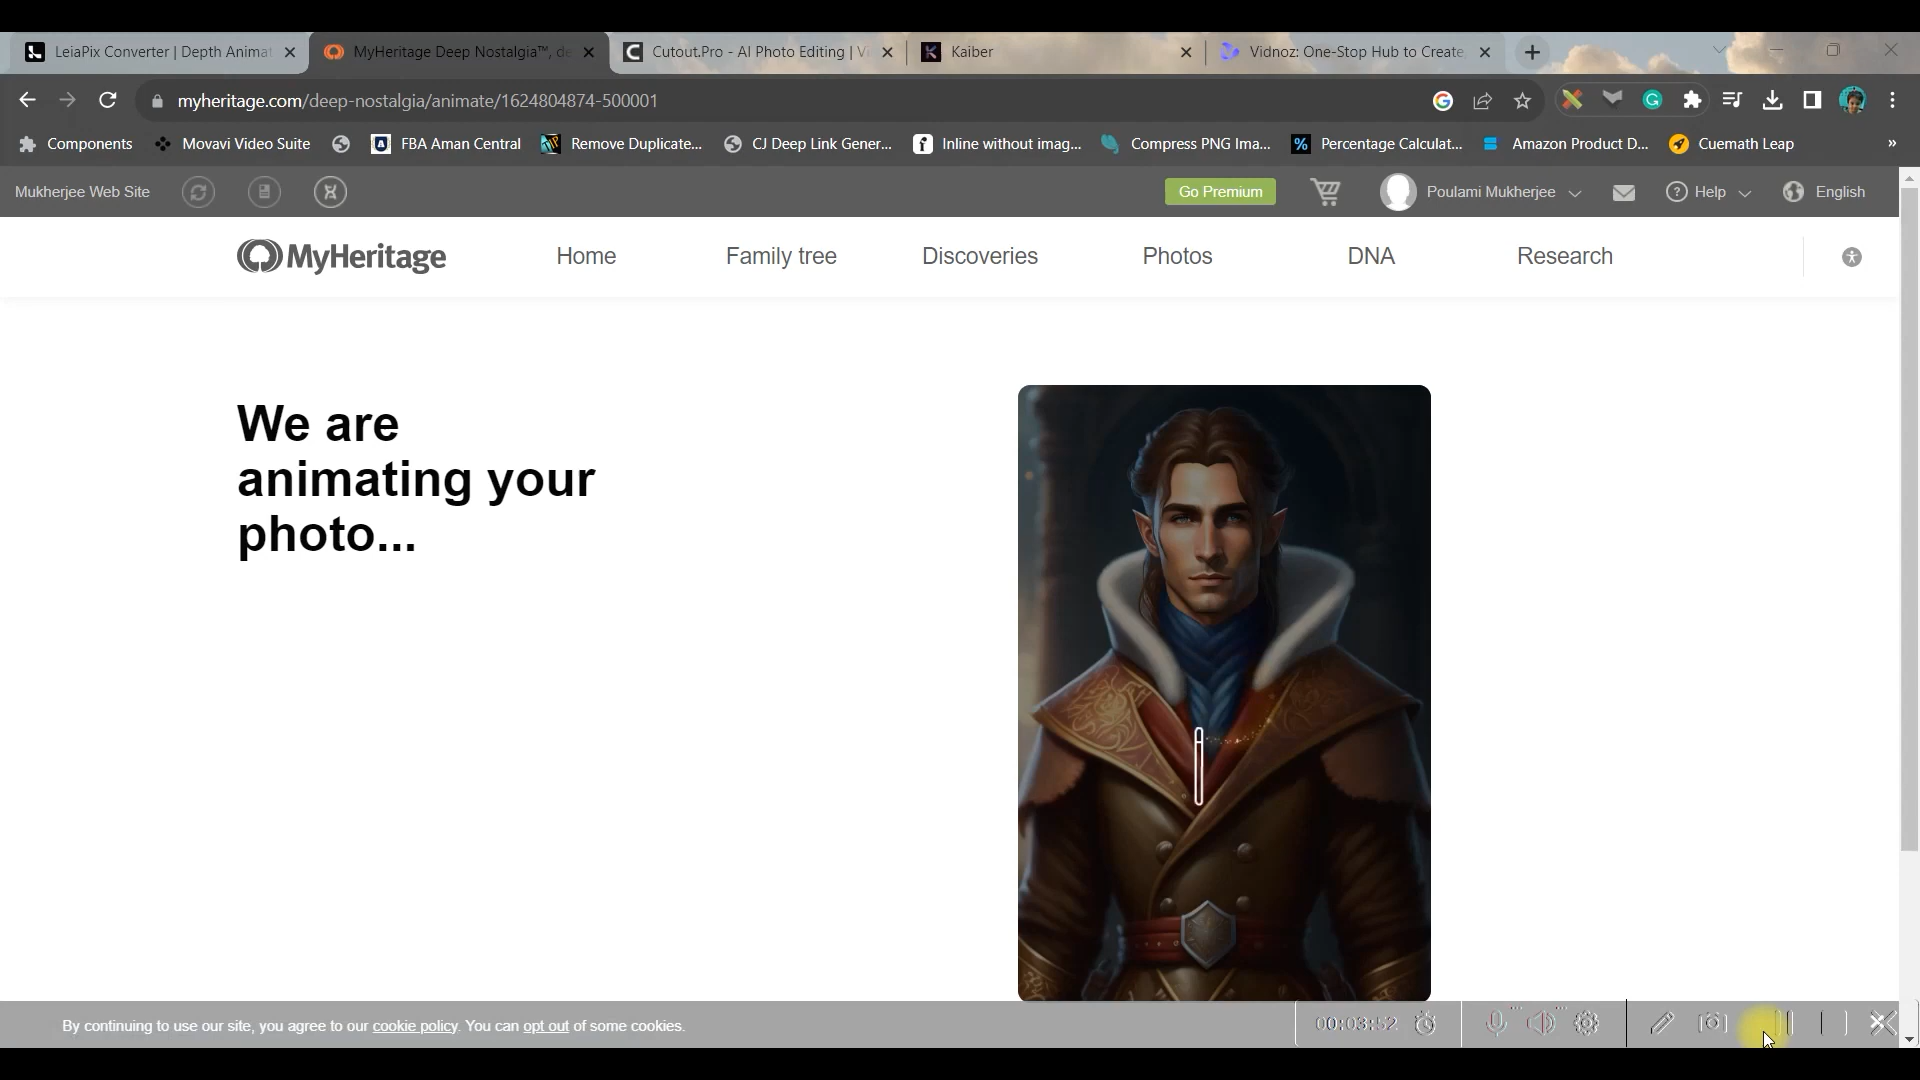 LeiaPix Converter | Depth Animat
MyHeritage Deep Nostalgia™, de
Cutout.Pro - AI Photo Editing | Vi
Kaiber
Vidnoz: One-Stop Hub to Create
myheritage.com/deep-nostalgia/animate/1624804874-500001
Components
Movavi Video Suite
FBA Aman Central
Remove Duplicate...
CJ Deep Link Gener...
Inline without imag...
Compress PNG Ima...
Percentage Calculat...
Amazon Product D...
Cuemath Leap
»
Mukherjee Web Site
Go Premium
Poulami Mukherjee
Help
English
MyHeritage
Home
Family tree
Discoveries
Photos
DNA
Research
We are
animating your
photo...
By continuing to use our site, you agree to our cookie policy. You can opt out of some cookies.
00:03:52